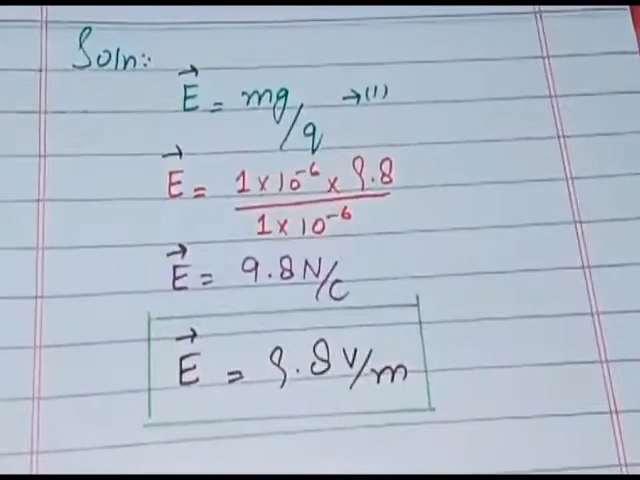 Soln:
E⃗ = mg/q →(1)
E⃗ = 1 × 10⁻⁶ × 9.8 / 1 × 10⁻⁶
E⃗ = 9.8 N/C
E⃗ = 9.8 V/m